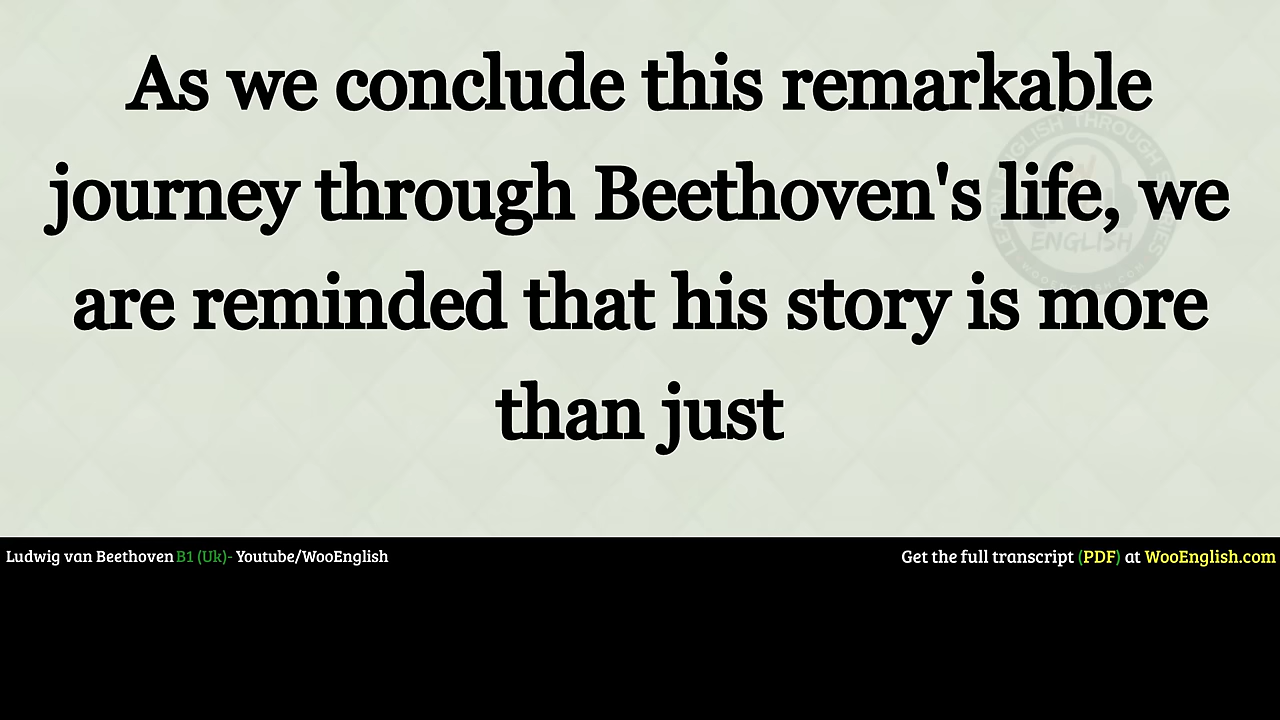 As we conclude this remarkable
journey through Beethoven's life, we
are reminded that his story is more
than just
ENGLISH
Ludwig van Beethoven B1 (Uk)- Youtube/WooEnglish
Get the full transcript (PDF) at WooEnglish.com